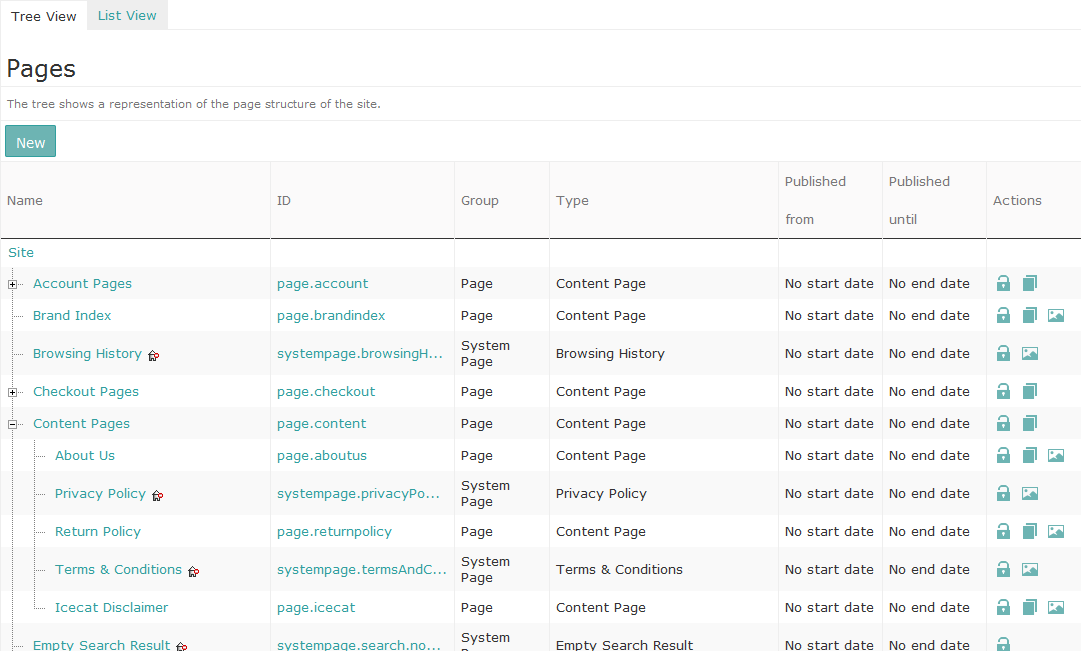 Tree View List View
Pages
The tree shows a representation of the page structure of the site.
New
Name ID Group Type Published from Published until Actions
Site
Account Pages page.account Page Content Page No start date No end date
Brand Index page.brandindex Page Content Page No start date No end date
Browsing History systempage.browsingH... System Page Browsing History No start date No end date
Checkout Pages page.checkout Page Content Page No start date No end date
Content Pages page.content Page Content Page No start date No end date
About Us page.aboutus Page Content Page No start date No end date
Privacy Policy systempage.privacyPo... System Page Privacy Policy No start date No end date
Return Policy page.returnpolicy Page Content Page No start date No end date
Terms & Conditions systempage.termsAndC... System Page Terms & Conditions No start date No end date
Icecat Disclaimer page.icecat Page Content Page No start date No end date
Empty Search Result systempage.search.no... System Empty Search Result No start date No end date